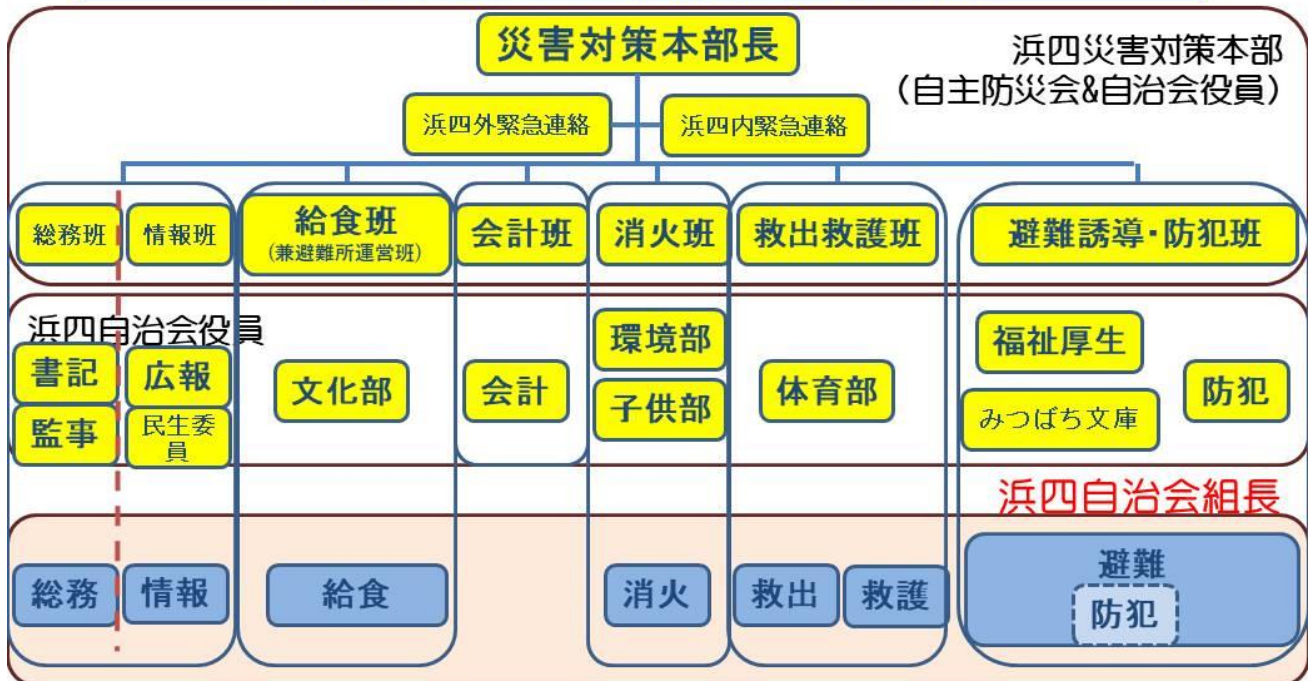 災害対策本部長
浜四災害対策本部
（自主防災会&自治会役員）
浜四外緊急連絡
浜四内緊急連絡
総務班
情報班
給食班
(兼避難所運営班)
会計班
消火班
救出救護班
避難誘導・防犯班
浜四自治会役員
書記
監事
広報
民生委
員
文化部
会計
環境部
子供部
体育部
福祉厚生
みつばち文庫
防犯
浜四自治会組長
総務
情報
給食
消火
救出
救護
避難
防犯